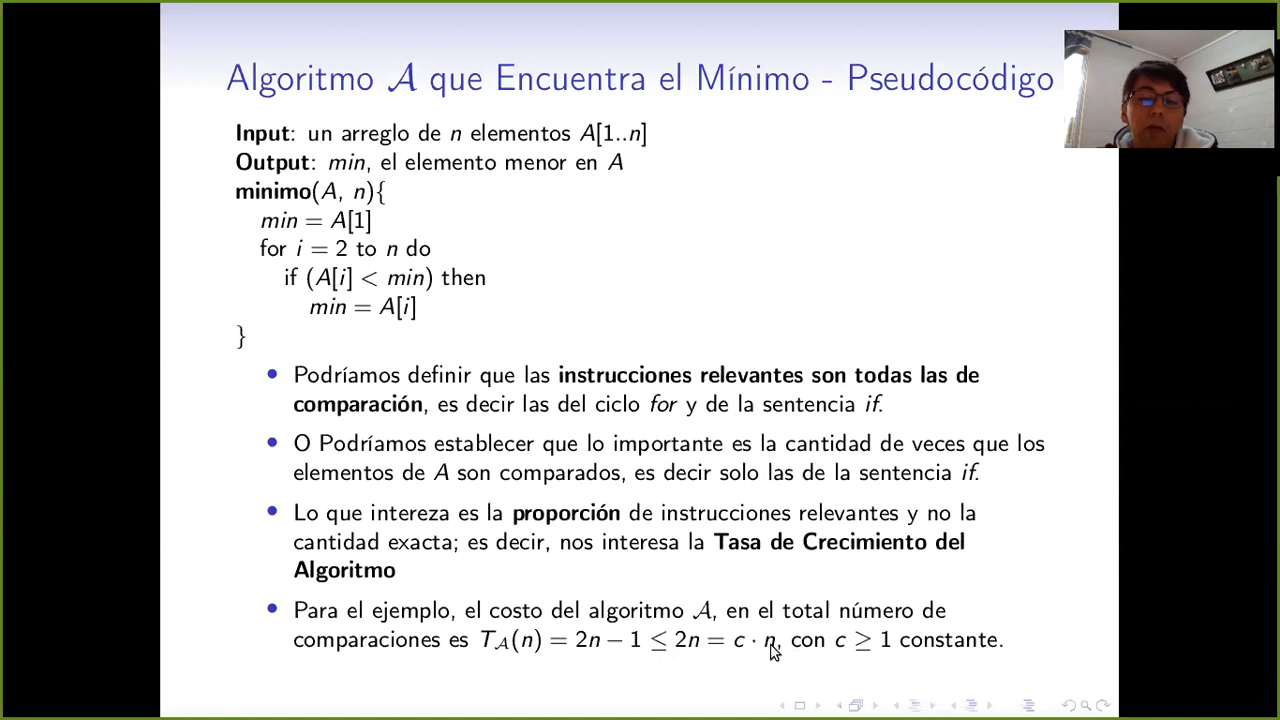 Algoritmo 𝒜 que Encuentra el Mínimo - Pseudocódigo
Input: un arreglo de n elementos A[1..n]
Output: min, el elemento menor en A
minimo(A, n){
min = A[1]
for i = 2 to n do
if (A[i] < min) then
min = A[i]
}
• Podríamos definir que las instrucciones relevantes son todas las de
comparación, es decir las del ciclo for y de la sentencia if.
• O Podríamos establecer que lo importante es la cantidad de veces que los
elementos de A son comparados, es decir solo las de la sentencia if.
• Lo que intereza es la proporción de instrucciones relevantes y no la
cantidad exacta; es decir, nos interesa la Tasa de Crecimiento del
Algoritmo
• Para el ejemplo, el costo del algoritmo 𝒜, en el total número de
comparaciones es T𝒜(n) = 2n − 1 ≤ 2n = c · n, con c ≥ 1 constante.